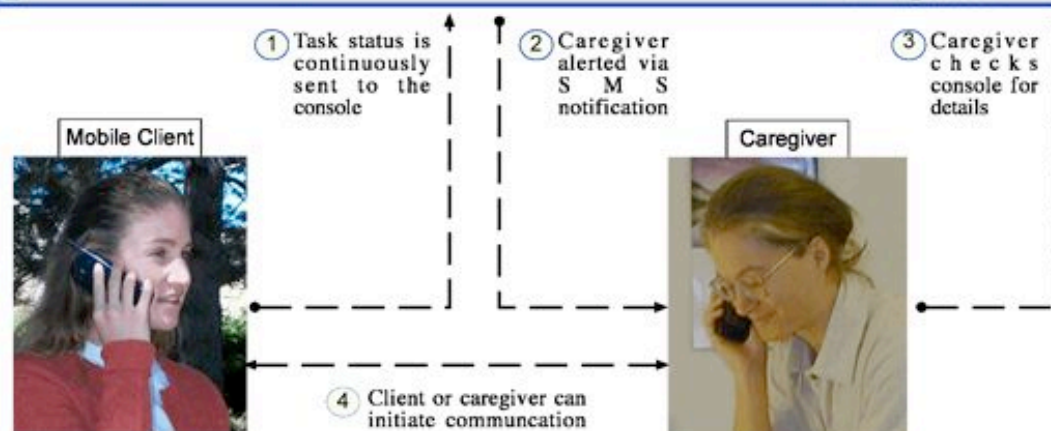 1 Task status is
continuously
sent to the
console
2 Caregiver
alerted via
S M S
notification
3 Caregiver
checks
console for
details
Mobile Client
Caregiver
4 Client or caregiver can
initiate communcation